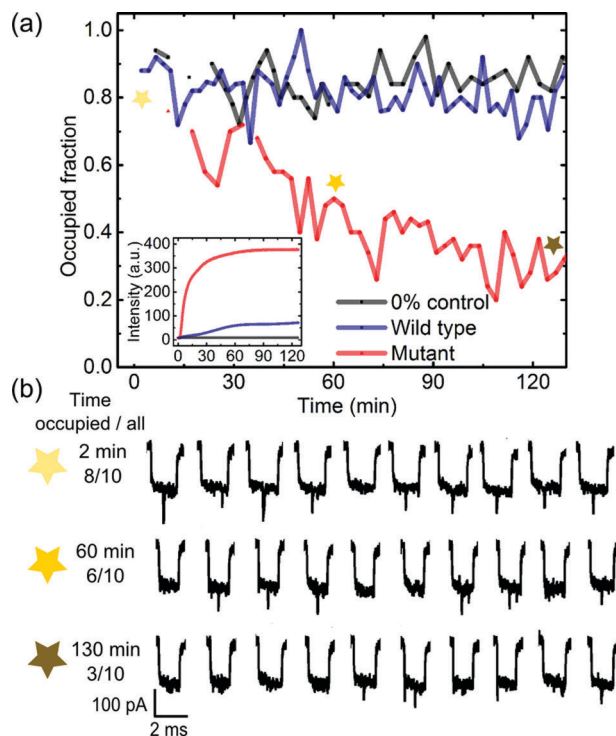 (a)
1.0
0.8
0.6
0.4
0.2
0.0
Occupied fraction
400
300
200
100
0
Intensity (a.u.)
0 30 60 90 120
0% control
Wild type
Mutant
0 30 60 90 120
Time (min)
(b)
Time
occupied / all
2 min
8/10
60 min
6/10
130 min
3/10
100 pA
2 ms